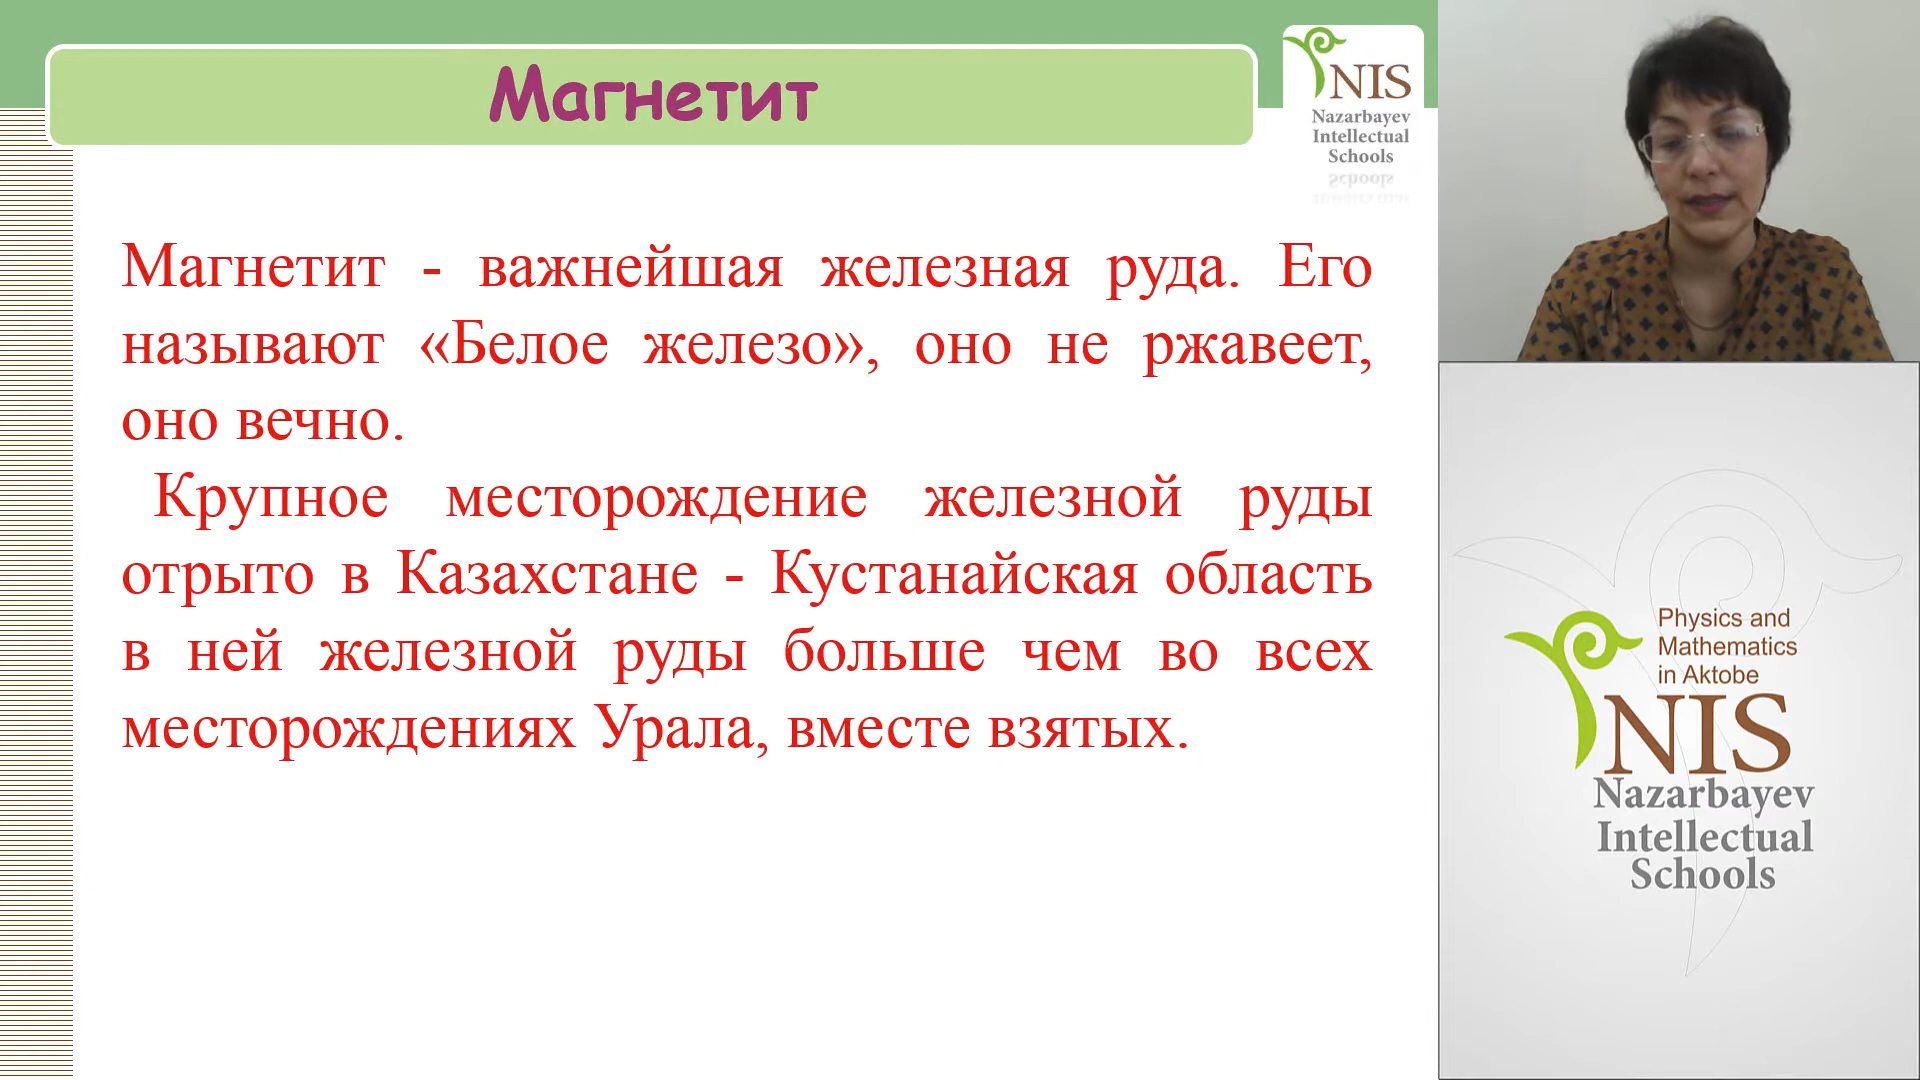 Магнетит
NIS
Nazarbayev
Intellectual
Schools
Магнетит - важнейшая железная руда. Его
называют «Белое железо», оно не ржавеет,
оно вечно.
Крупное месторождение железной руды
отрыто в Казахстане - Кустанайская область
в ней железной руды больше чем во всех
месторождениях Урала, вместе взятых.
Physics and
Mathematics
in Aktobe
NIS
Nazarbayev
Intellectual
Schools